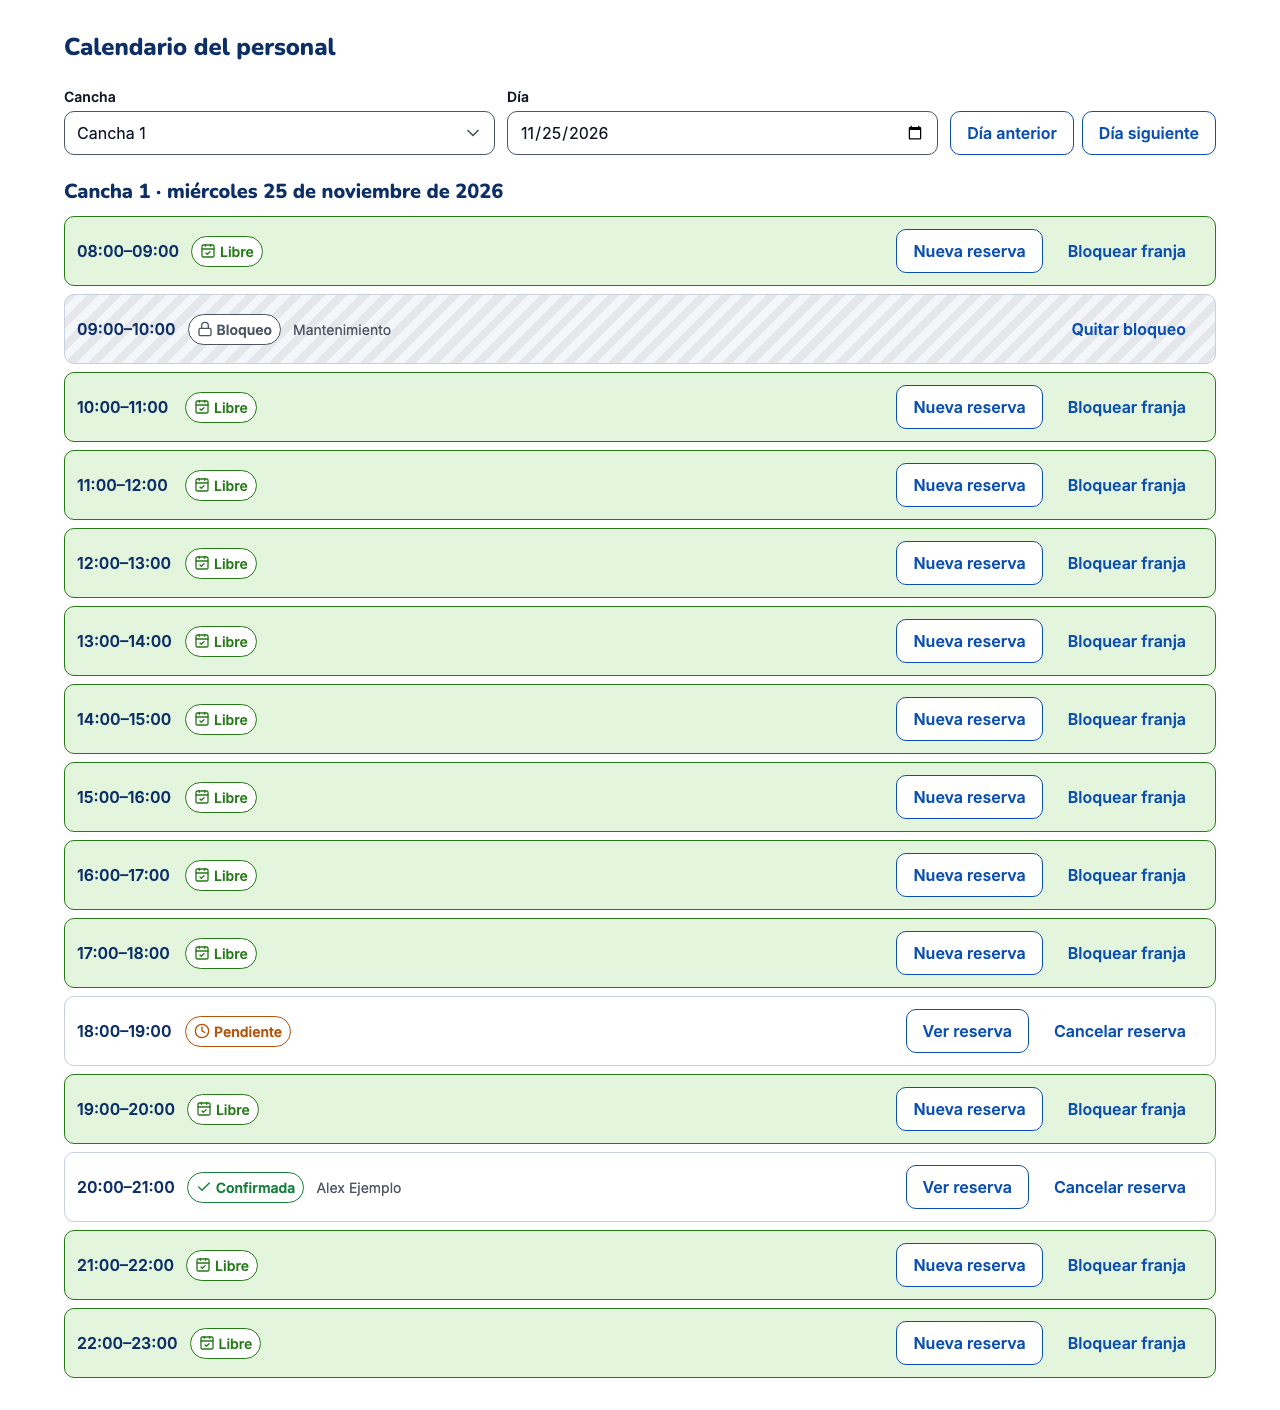 Calendario del personal
Cancha
Día
Cancha 1
11/25/2026
Día anterior
Día siguiente
Cancha 1 · miércoles 25 de noviembre de 2026
08:00–09:00 Libre Nueva reserva Bloquear franja
09:00–10:00 Bloqueo Mantenimiento Quitar bloqueo
10:00–11:00 Libre Nueva reserva Bloquear franja
11:00–12:00 Libre Nueva reserva Bloquear franja
12:00–13:00 Libre Nueva reserva Bloquear franja
13:00–14:00 Libre Nueva reserva Bloquear franja
14:00–15:00 Libre Nueva reserva Bloquear franja
15:00–16:00 Libre Nueva reserva Bloquear franja
16:00–17:00 Libre Nueva reserva Bloquear franja
17:00–18:00 Libre Nueva reserva Bloquear franja
18:00–19:00 Pendiente Ver reserva Cancelar reserva
19:00–20:00 Libre Nueva reserva Bloquear franja
20:00–21:00 Confirmada Alex Ejemplo Ver reserva Cancelar reserva
21:00–22:00 Libre Nueva reserva Bloquear franja
22:00–23:00 Libre Nueva reserva Bloquear franja